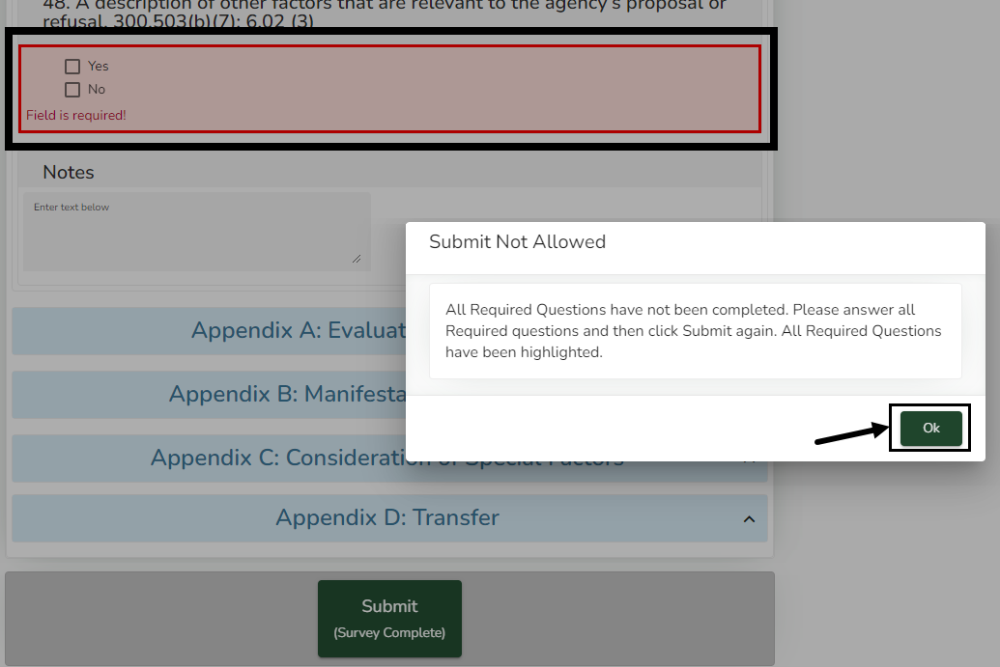 48. A description of other factors that are relevant to the agency's proposal or
refusal. 300.503(b)(7); 6.02 (3)
Yes
No
Field is required!
Notes
Enter text below
Submit Not Allowed
All Required Questions have not been completed. Please answer all
Required questions and then click Submit again. All Required Questions
have been highlighted.
Ok
Appendix A: Evaluat
Appendix B: Manifesta
Appendix C: Consideration of Special Factors
Appendix D: Transfer
Submit
(Survey Complete)